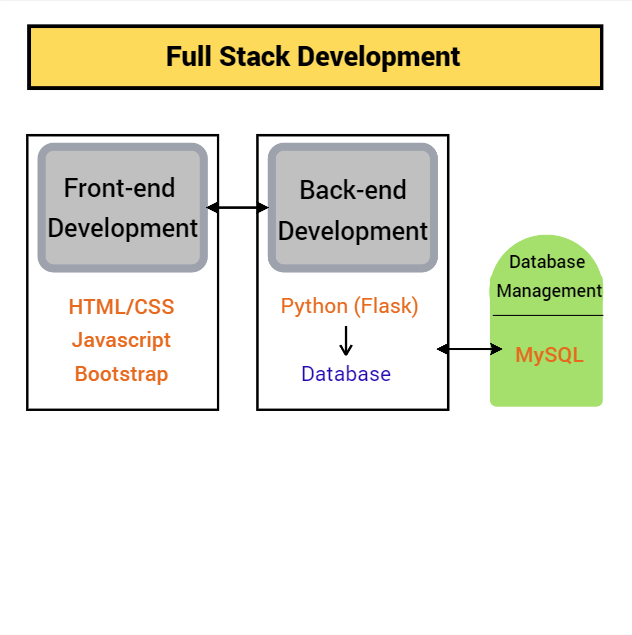 Full Stack Development
Front-end
Development
HTML/CSS
Javascript
Bootstrap
Back-end
Development
Python (Flask)
Database
Database
Management
MySQL